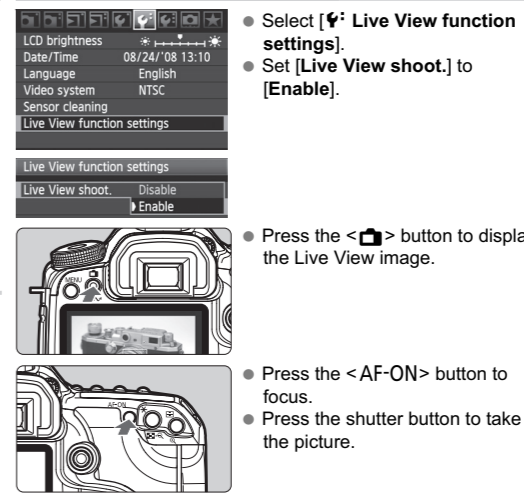 LCD brightness
Date/Time 08/24/'08 13:10
Language English
Video system NTSC
Sensor cleaning
Live View function settings
Live View function settings
Live View shoot. Disable
Enable
● Select [ Live View function
settings].
● Set [Live View shoot.] to
[Enable].
MENU
● Press the < > button to displa
the Live View image.
AF-ON
● Press the <AF-ON> button to
focus.
● Press the shutter button to take
the picture.